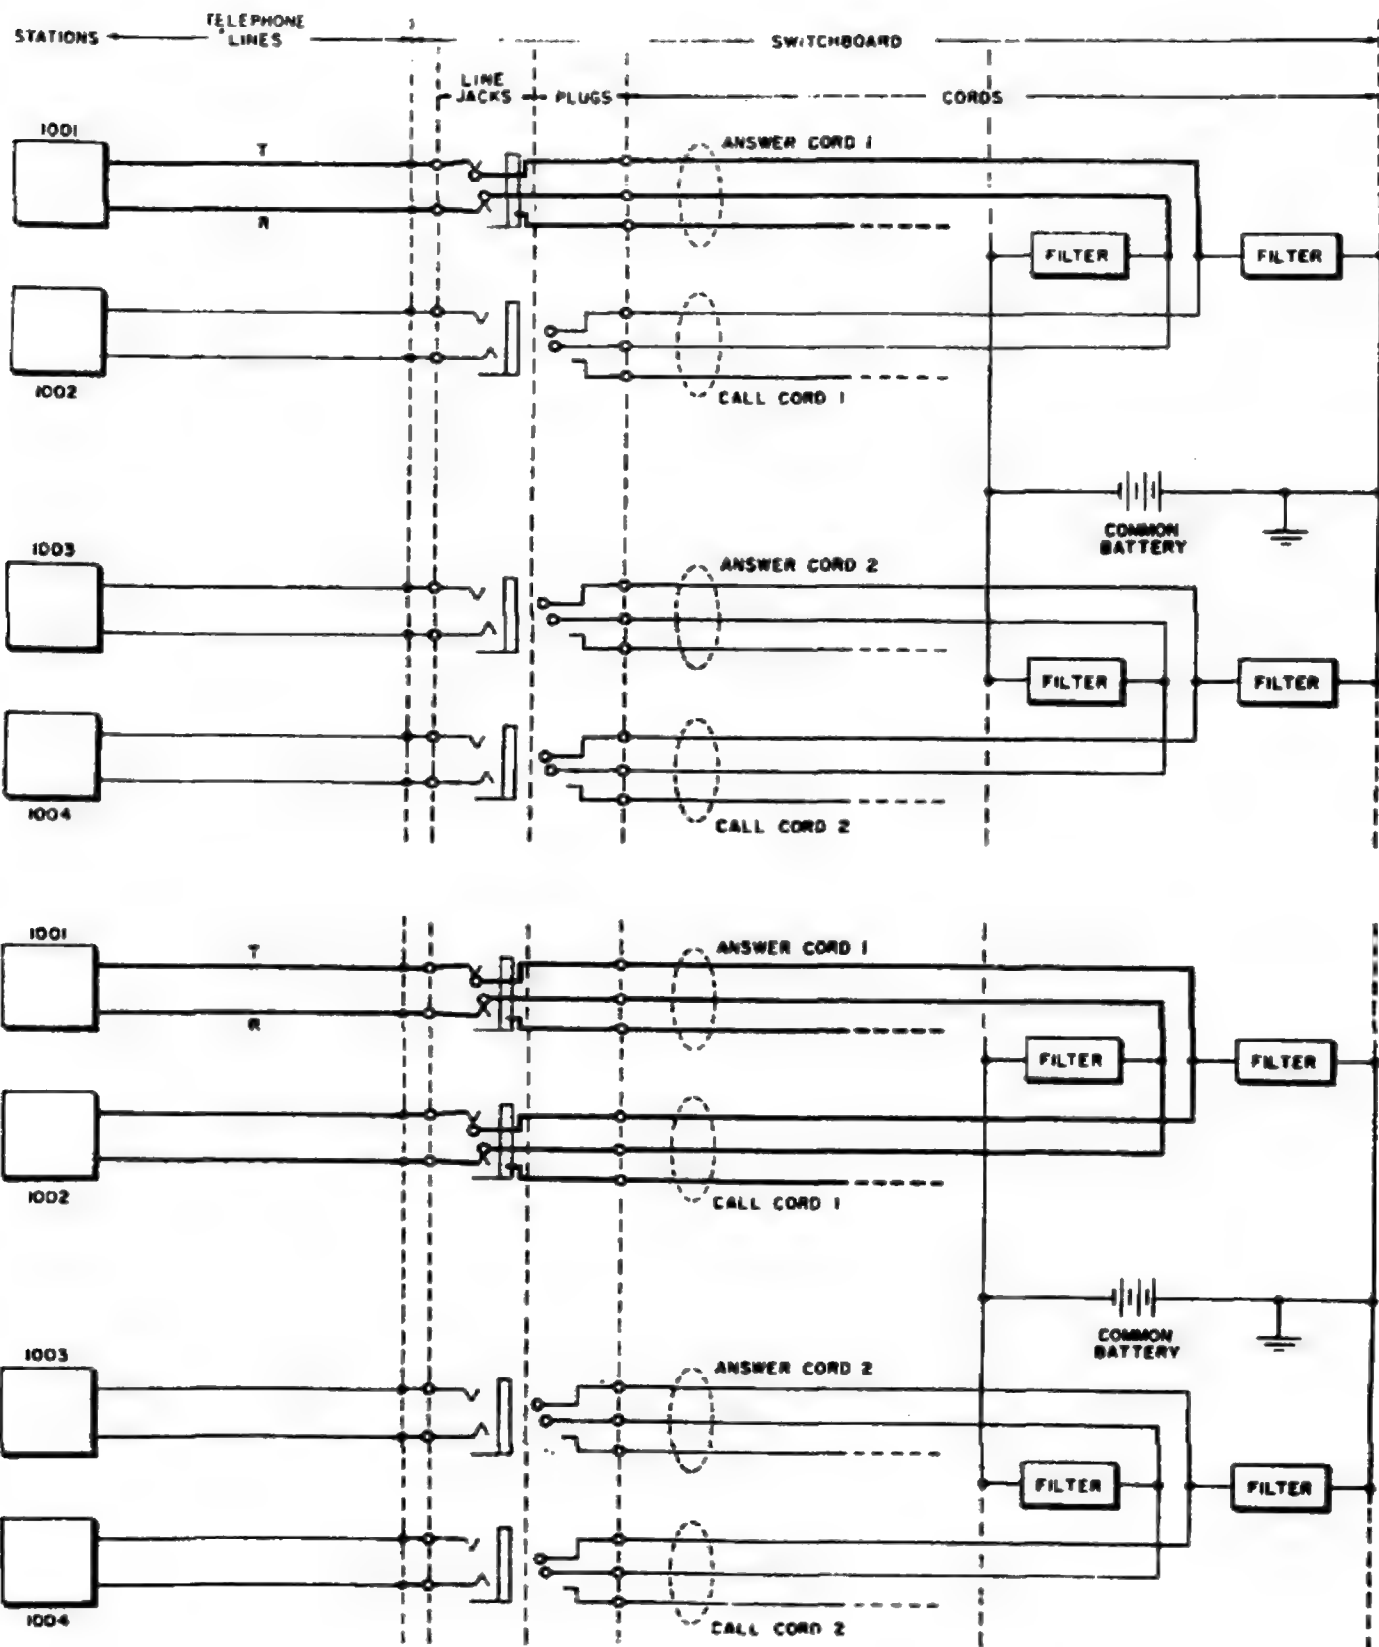 STATIONS
TELEPHONE
LINES
SWITCHBOARD
LINE
JACKS
PLUGS
CORDS
1001
T
R
ANSWER CORD 1
FILTER
FILTER
1002
CALL CORD 1
COMMON
BATTERY
1003
ANSWER CORD 2
FILTER
FILTER
1004
CALL CORD 2
1001
T
R
ANSWER CORD 1
FILTER
FILTER
1002
CALL CORD 1
COMMON
BATTERY
1003
ANSWER CORD 2
FILTER
FILTER
1004
CALL CORD 2